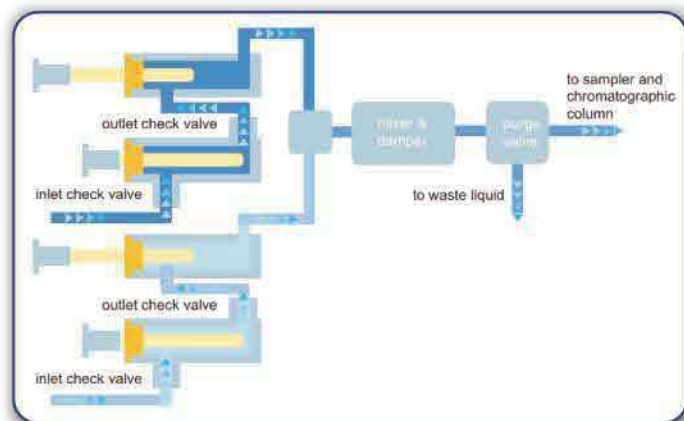 to sampler and
chromatographic
column
outlet check valve
mixer &
damper
purge
valve
inlet check valve
to waste liquid
outlet check valve
inlet check valve